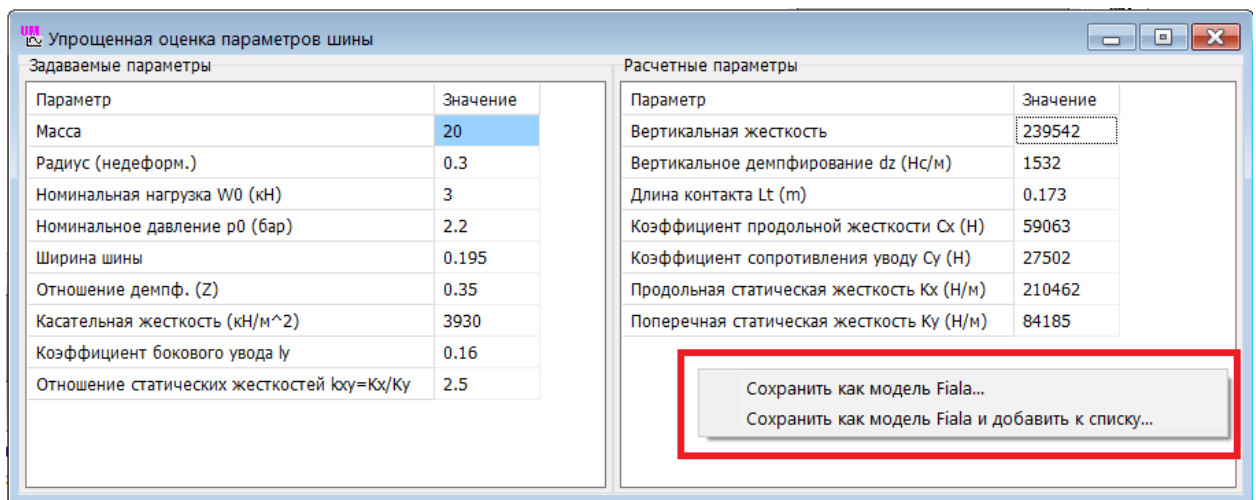 UM Упрощенная оценка параметров шины
Задаваемые параметры
Параметр Значение
Масса 20
Радиус (недеформ.) 0.3
Номинальная нагрузка W0 (кН) 3
Номинальное давление p0 (бар) 2.2
Ширина шины 0.195
Отношение демпф. (Z) 0.35
Касательная жесткость (кН/м^2) 3930
Коэффициент бокового увода ly 0.16
Отношение статических жесткостей kxy=Kx/Ky 2.5
Расчетные параметры
Параметр Значение
Вертикальная жесткость 239542
Вертикальное демпфирование dz (Нс/м) 1532
Длина контакта Lt (m) 0.173
Коэффициент продольной жесткости Cx (Н) 59063
Коэффициент сопротивления уводу Cy (Н) 27502
Продольная статическая жесткость Kx (Н/м) 210462
Поперечная статическая жесткость Ky (Н/м) 84185
Сохранить как модель Fiala...
Сохранить как модель Fiala и добавить к списку...